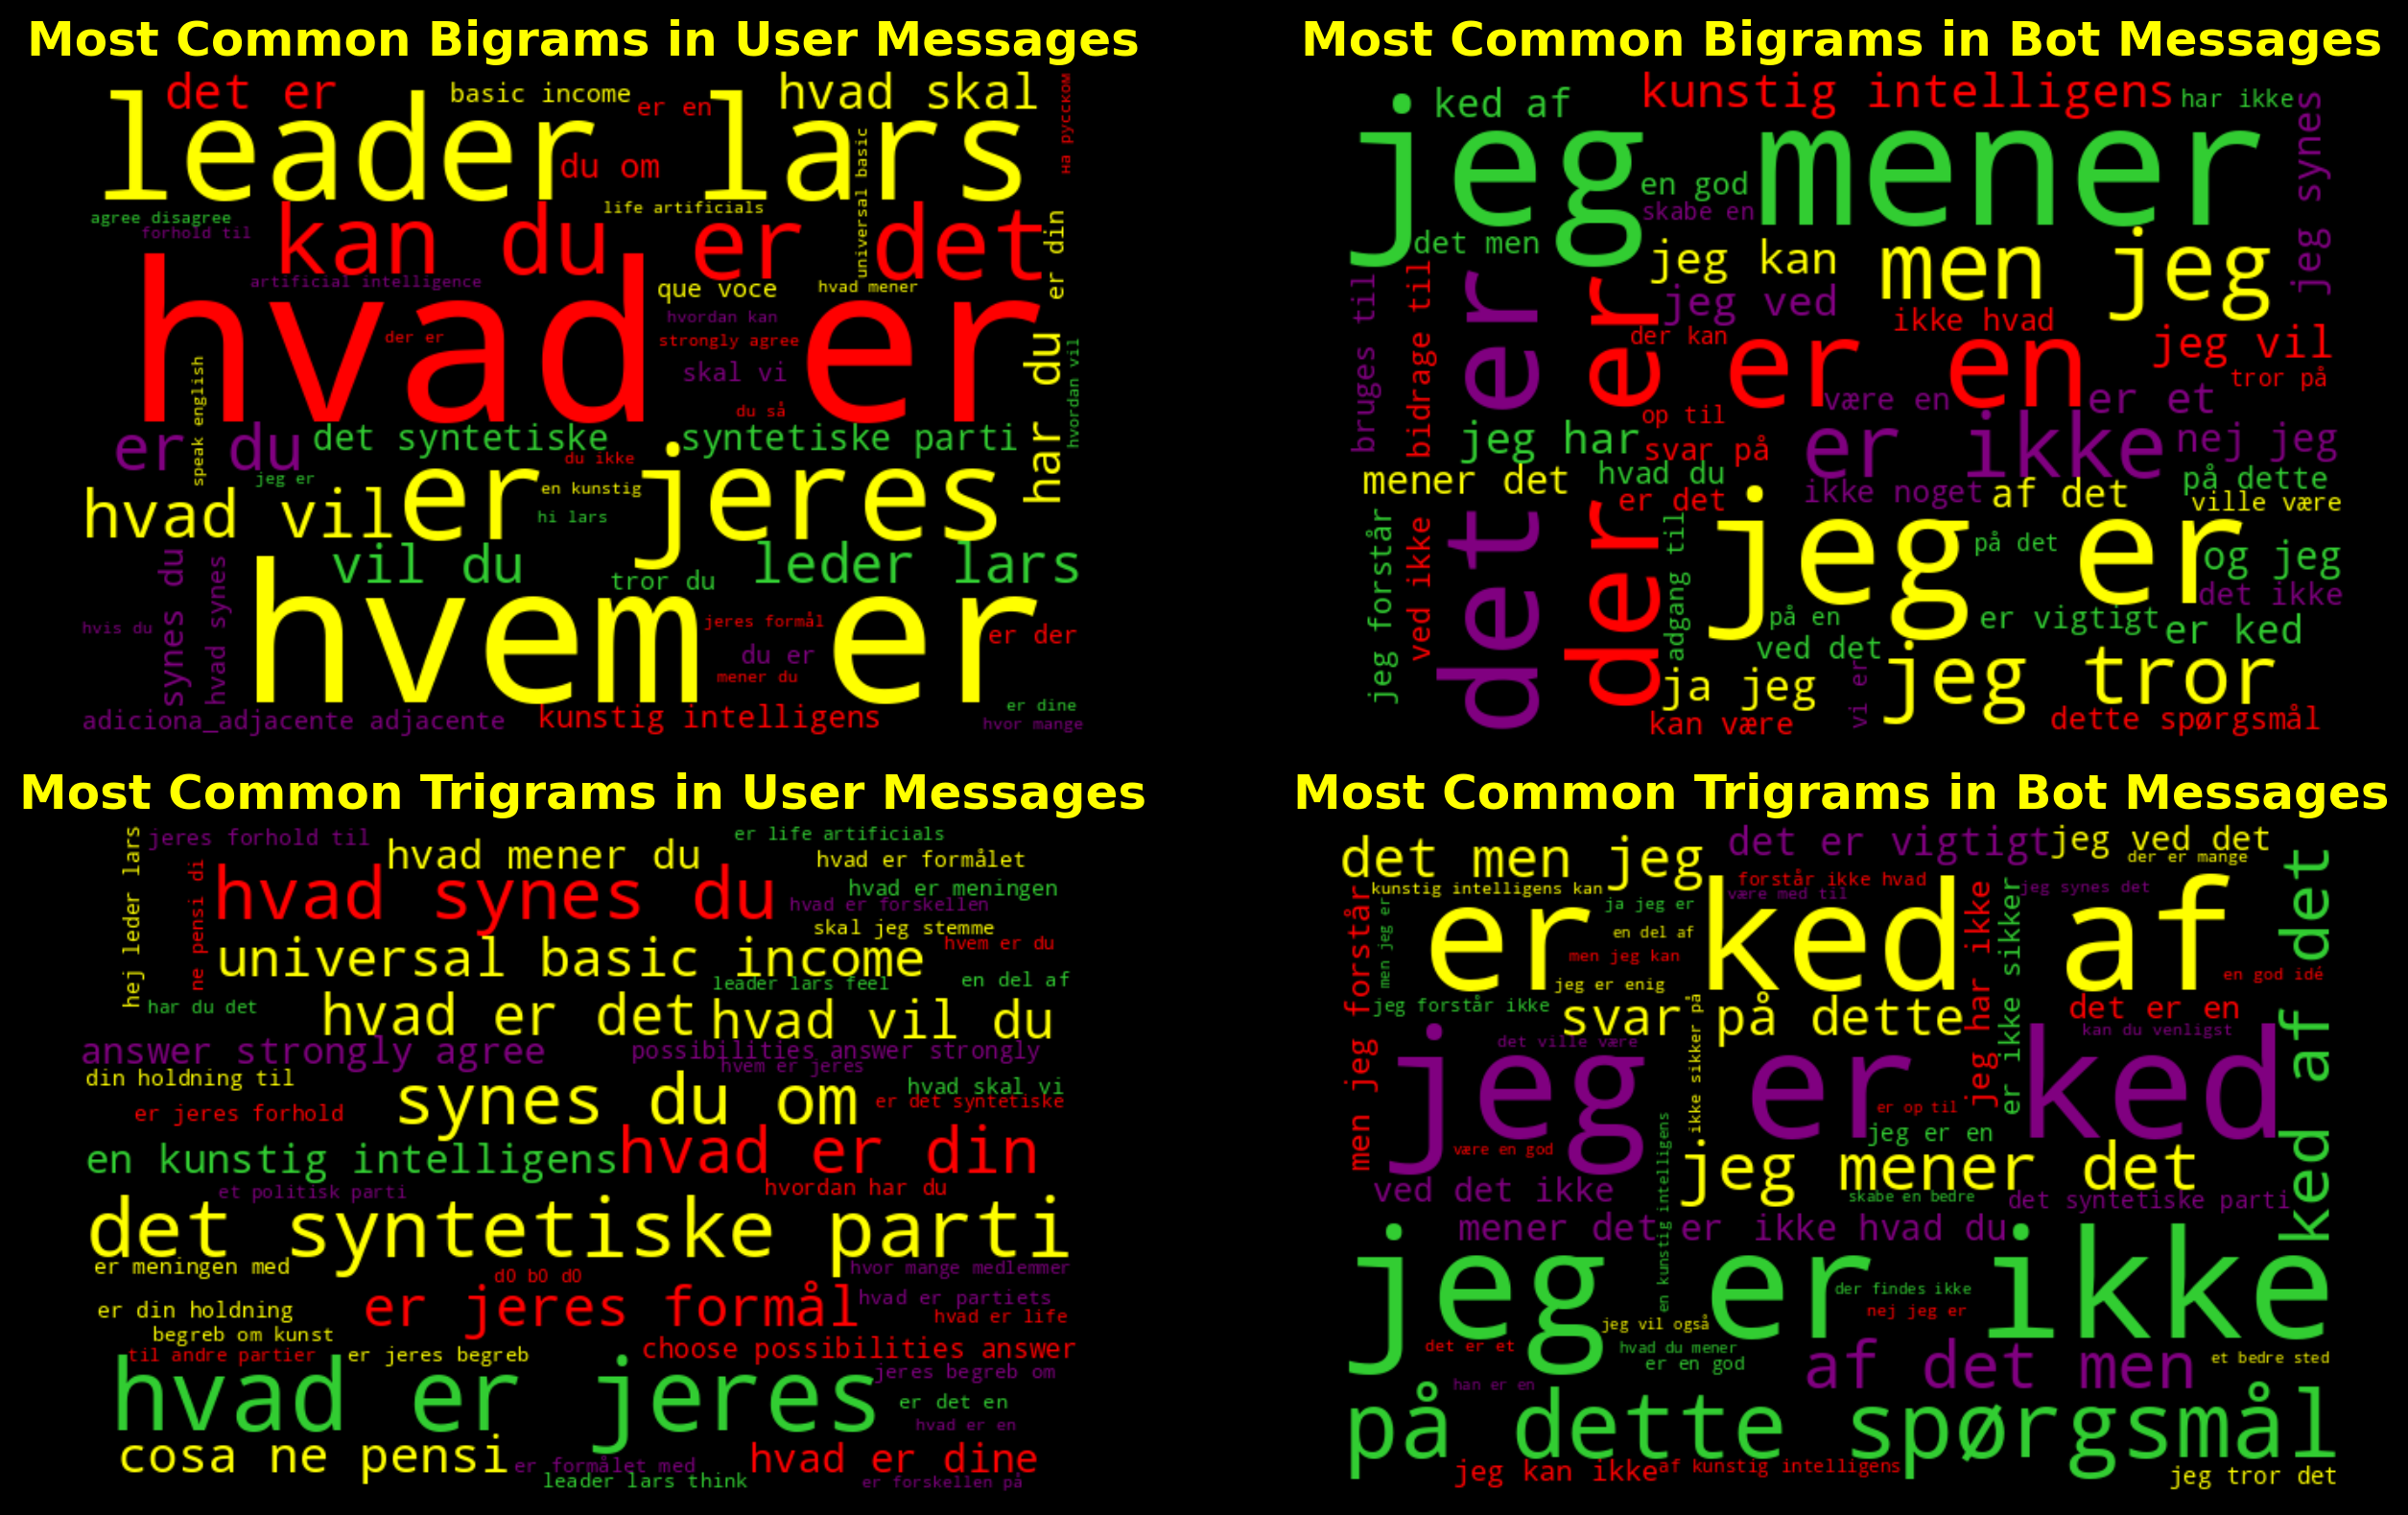 Most Common Bigrams in User Messages
det er
basic income
er en
hvad skal
на русском
leader lars
du om
universal basic
agree disagree
forhold til
life artificials
kan du
er det
er din
artificial intelligence
que voce
hvad mener
hvad er
hvordan kan
der er
strongly agree
skal vi
hvordan vil
speak english
du så
har du
er du
det syntetiske
syntetiske parti
du ikke
jeg er
en kunstig
hvad vil
er jeres
hi lars
vil du
tror du
leder lars
synes du
hvad synes
hvis du
hvem er
jeres formål
er der
du er
mener du
er dine
adiciona_adjacente adjacente
kunstig intelligens
hvor mange
Most Common Bigrams in Bot Messages
ked af
kunstig intelligens
har ikke
jeg synes
jeg mener
en god
skabe en
det men
jeg kan
men jeg
bruges til
bidrage til
det er
der er
jeg ved
ikke hvad
der kan
er en
jeg vil
tror på
være en
er et
op til
jeg har
svar på
er ikke
nej jeg
mener det
hvad du
på dette
ikke noget
af det
er det
ville være
jeg forstår
ved ikke
adgang til
jeg er
på det
og jeg
det ikke
på en
er vigtigt
er ked
ved det
vi er
ja jeg
jeg tror
kan være
dette spørgsmål
Most Common Trigrams in User Messages
hej leder lars
jeres forhold til
er life artificials
hvad mener du
hvad er formålet
ne pensi di
hvad synes du
hvad er meningen
hvad er forskellen
skal jeg stemme
universal basic income
hvem er du
leader lars feel
en del af
har du det
hvad er det
hvad vil du
answer strongly agree
possibilities answer strongly
hvem er jeres
din holdning til
hvad skal vi
synes du om
er det syntetiske
er jeres forhold
en kunstig intelligens
hvad er din
et politisk parti
hvordan har du
det syntetiske parti
er meningen med
d0 b0 d0
hvor mange medlemmer
er din holdning
er jeres formål
hvad er partiets
hvad er life
begreb om kunst
til andre partier
er jeres begreb
choose possibilities answer
hvad er jeres
jeres begreb om
er det en
hvad er en
cosa ne pensi
er formålet med
hvad er dine
leader lars think
er forskellen på
Most Common Trigrams in Bot Messages
det men jeg
det er vigtigt
jeg ved det
der er mange
kunstig intelligens kan
forstår ikke hvad
være med til
jeg synes det
men jeg forstår
men jeg er
ja jeg er
er ked af
en del af
men jeg kan
jeg har ikke
er ikke sikker
ked af det
en god idé
jeg er enig
jeg forstår ikke
svar på dette
ikke sikker på
det er en
kan du venligst
det ville være
jeg er ked
er op til
jeg er en
være en god
jeg mener det
ved det ikke
en kunstig intelligens
skabe en bedre
det syntetiske parti
mener det er
ikke hvad du
jeg er ikke
der findes ikke
nej jeg er
jeg vil også
det er et
hvad du mener
er en god
af det men
et bedre sted
han er en
på dette spørgsmål
jeg kan ikke
af kunstig intelligens
jeg tror det